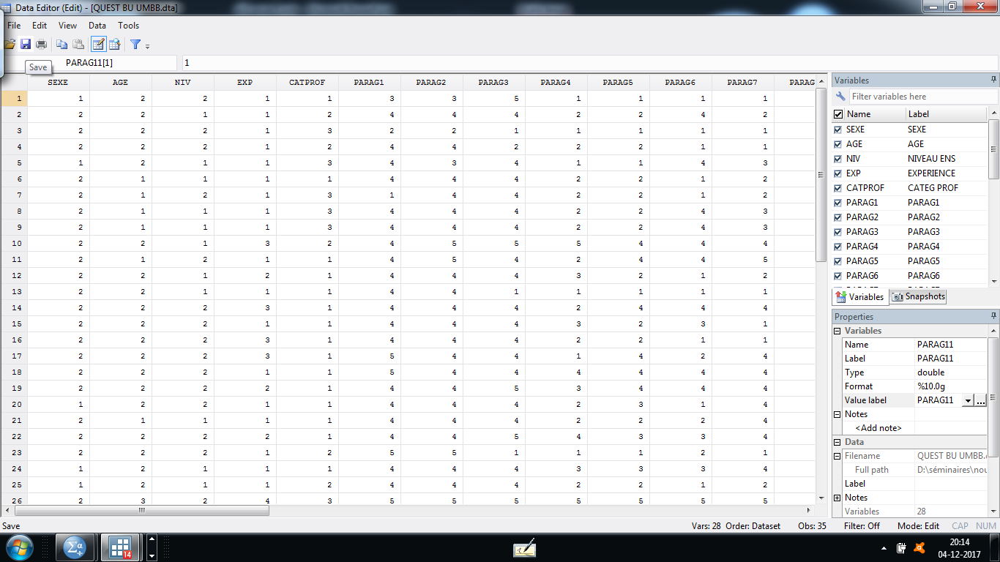 Data Editor (Edit) - [QUEST BU UMBB.dta]
File Edit View Data Tools
PARAG11[1] 1
Save
SEXE AGE NIV EXP CATPROF PARAG1 PARAG2 PARAG3 PARAG4 PARAG5 PARAG6 PARAG7 PARAG
1 1 2 2 1 1 3 3 5 1 1 1 1
2 2 2 1 1 2 4 4 4 2 2 4 2
3 2 2 2 1 3 2 2 1 1 1 1 1
4 2 2 2 1 2 4 4 2 2 2 1 1
5 1 2 1 1 3 4 3 4 1 1 4 3
6 2 1 1 1 1 4 4 4 2 2 1 2
7 2 1 2 1 3 1 4 4 2 2 1 2
8 2 1 1 1 3 4 4 4 2 2 4 3
9 2 1 1 1 3 4 4 4 2 2 4 3
10 2 2 1 3 2 4 5 5 5 4 4 4
11 2 1 2 1 1 4 5 4 2 4 4 5
12 2 2 1 2 1 4 4 4 3 2 1 2
13 2 2 1 1 1 4 4 1 1 1 1 1
14 2 2 2 3 1 4 4 4 2 4 4 4
15 2 2 2 1 1 4 4 4 3 2 3 1
16 2 2 2 3 1 4 4 4 2 2 1 1
17 2 2 2 3 1 5 4 4 1 4 2 4
18 2 2 2 1 1 5 4 4 4 4 4 4
19 2 2 2 2 1 4 4 5 3 4 4 4
20 1 2 2 1 1 4 4 4 2 3 1 4
21 2 1 1 1 1 4 4 4 2 2 2 4
22 2 2 2 2 1 4 4 5 4 3 3 4
23 2 2 2 1 2 5 5 1 1 1 2 1
24 1 2 1 1 1 4 4 4 3 3 3 4
25 1 2 1 1 2 4 4 4 2 2 1 2
26 2 3 2 4 3 5 5 5 5 5 5 5
Variables
Filter variables here
Name Label
SEXE SEXE
AGE AGE
NIV NIVEAU ENS
EXP EXPERIENCE
CATPROF CATEG PROF
PARAG1 PARAG1
PARAG2 PARAG2
PARAG3 PARAG3
PARAG4 PARAG4
PARAG5 PARAG5
PARAG6 PARAG6
Variables Snapshots
Properties
Variables
Name PARAG11
Label PARAG11
Type double
Format %10.0g
Value label PARAG11 ...
Notes
<Add note>
Data
Filename QUEST BU UMBB.
Full path D:\séminaires\nou
Label
Notes
Variables 28
Save Vars: 28 Order: Dataset Obs: 35 Filter: Off Mode: Edit CAP NUM
14
20:14
04-12-2017